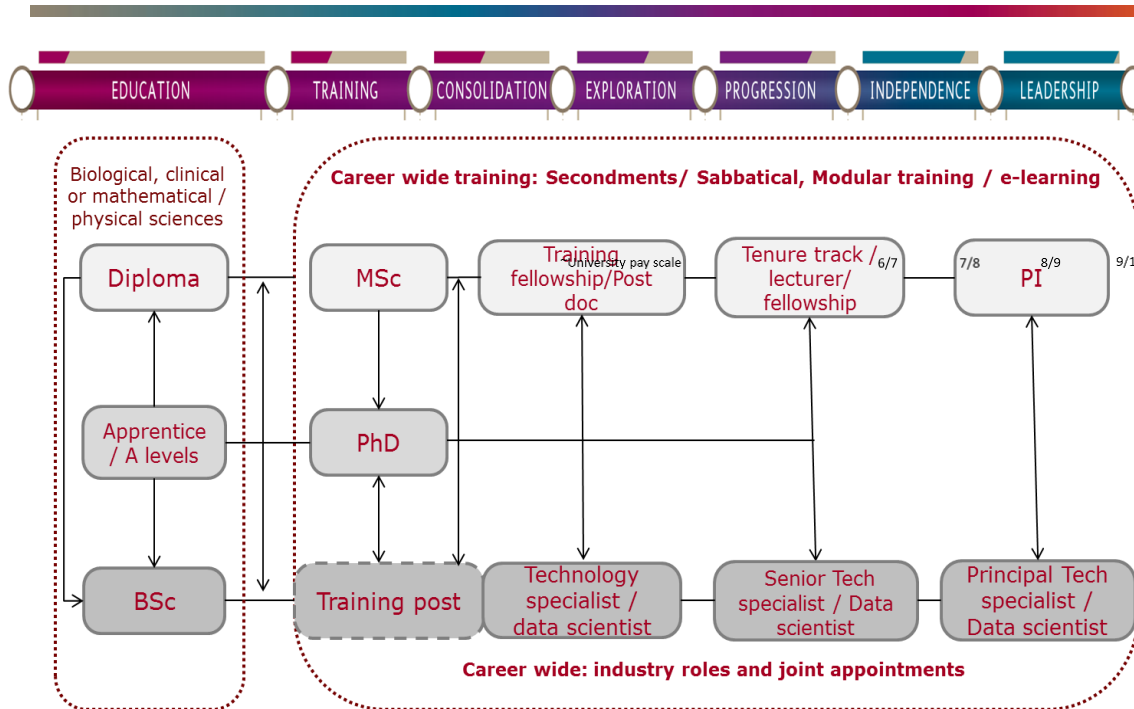 EDUCATION
TRAINING
CONSOLIDATION
EXPLORATION
PROGRESSION
INDEPENDENCE
LEADERSHIP
Biological, clinical
or mathematical /
physical sciences
Career wide training: Secondments/ Sabbatical, Modular training / e-learning
Diploma
MSc
Training
fellowship/Post
doc
~University pay scale
Tenure track /
lecturer/
fellowship
6/7
7/8
PI
8/9
9/1
Apprentice
/ A levels
PhD
BSc
Training post
Technology
specialist /
data scientist
Senior Tech
specialist / Data
scientist
Principal Tech
specialist /
Data scientist
Career wide: industry roles and joint appointments